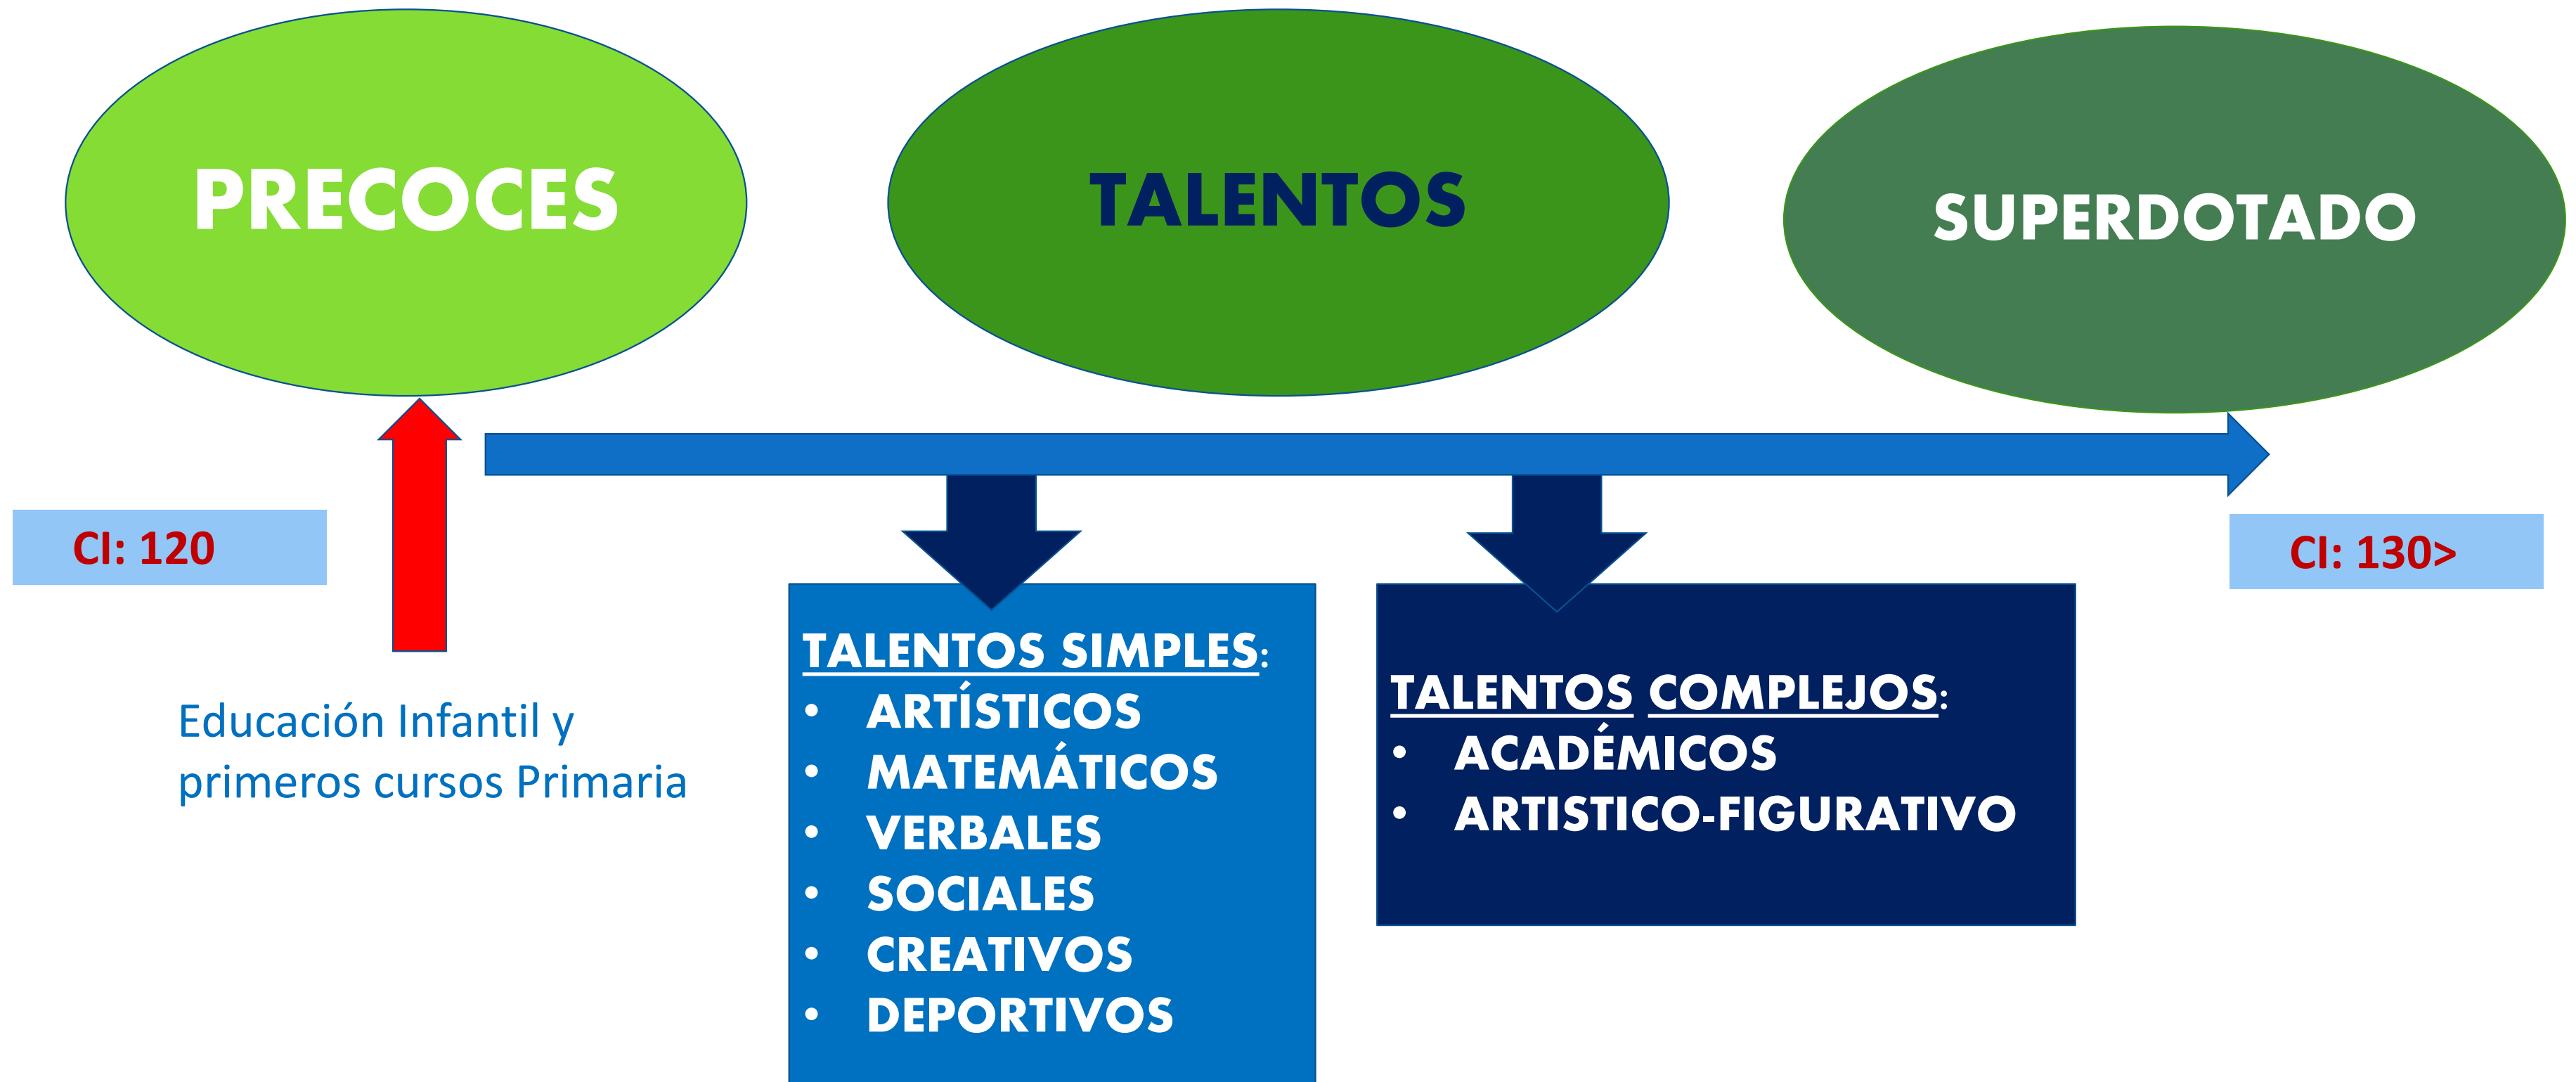 PRECOCES
TALENTOS
SUPERDOTADO
CI: 120
CI: 130>
Educación Infantil y
primeros cursos Primaria
TALENTOS SIMPLES:
• ARTÍSTICOS
• MATEMÁTICOS
• VERBALES
• SOCIALES
• CREATIVOS
• DEPORTIVOS
TALENTOS COMPLEJOS:
• ACADÉMICOS
• ARTISTICO-FIGURATIVO